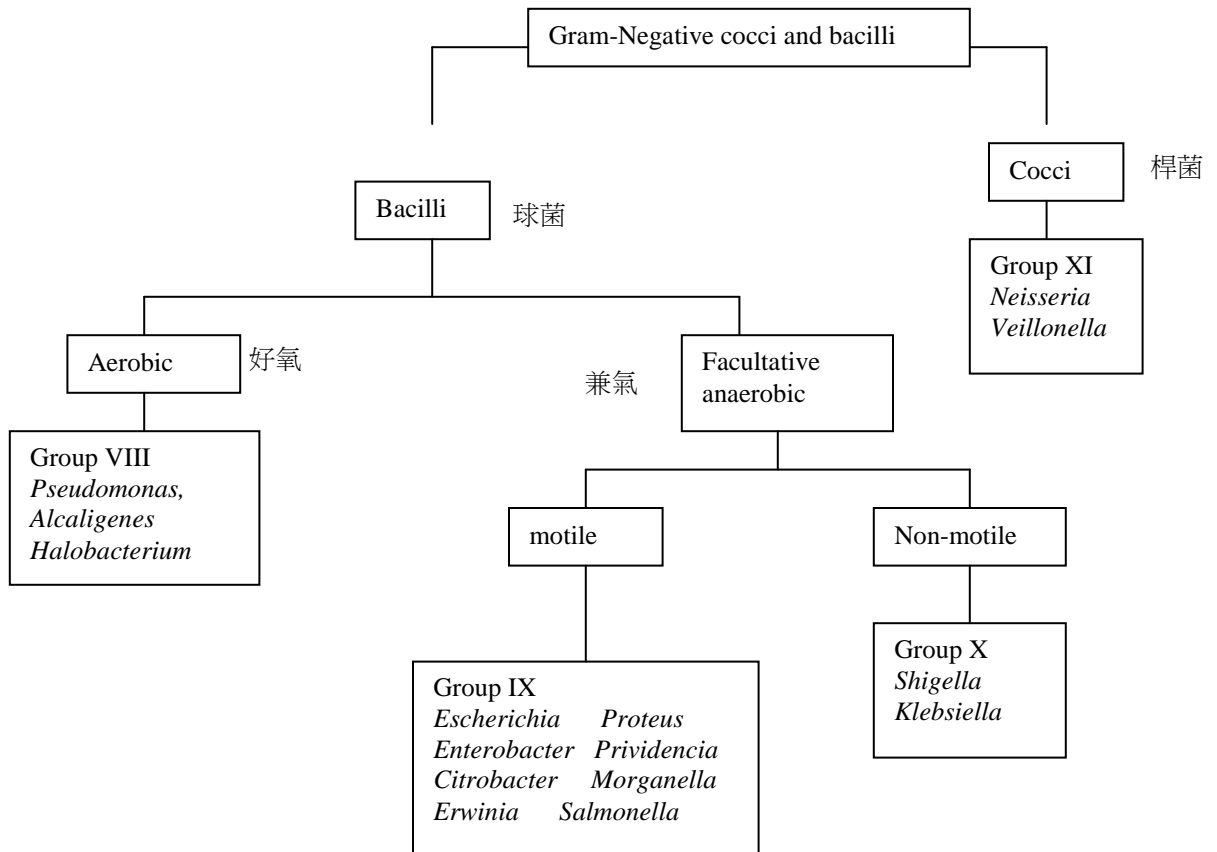 Gram-Negative cocci and bacilli
Cocci
桿菌
Bacilli
球菌
Group XI
Neisseria
Veillonella
Aerobic
好氧
Facultative
anaerobic
兼氣
Group VIII
Pseudomonas,
Alcaligenes
Halobacterium
motile
Non-motile
Group X
Shigella
Klebsiella
Group IX
Escherichia Proteus
Enterobacter Prividencia
Citrobacter Morganella
Erwinia Salmonella